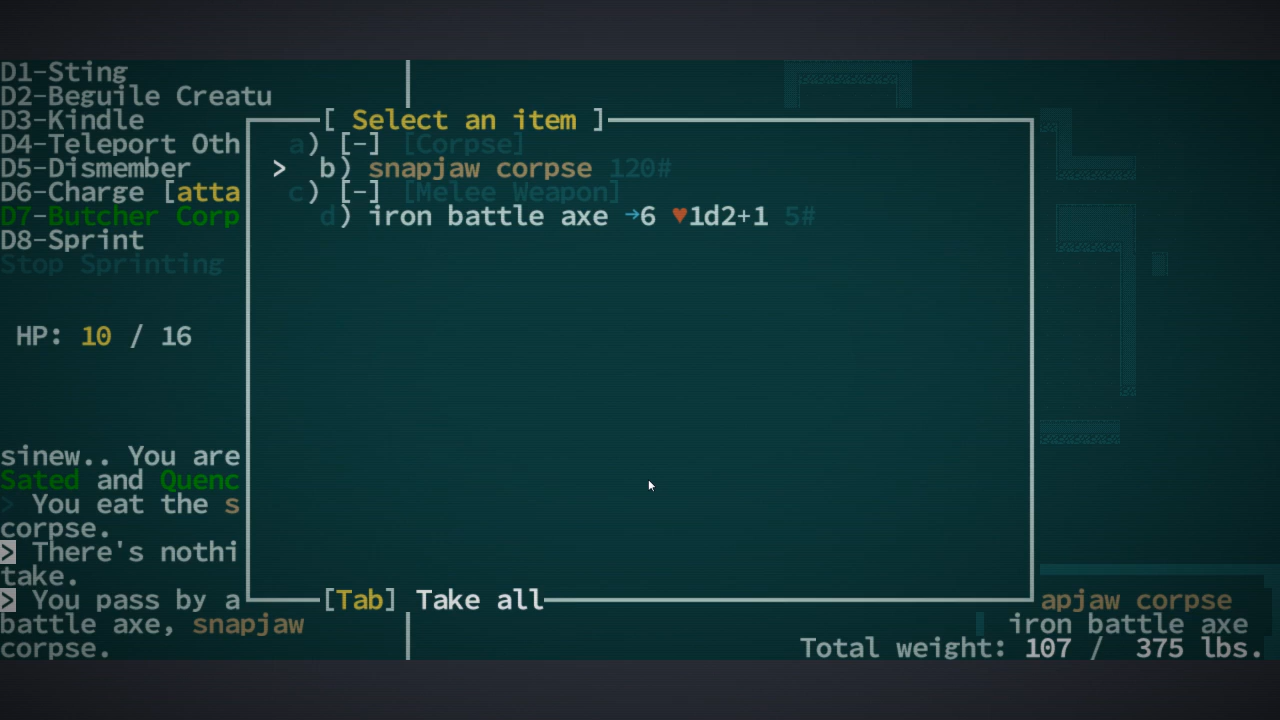 D1-Sting
D2-Beguile Creatu
D3-Kindle
D4-Teleport Oth
D5-Dismember
D6-Charge [atta
D7-Butcher Corp
D8-Sprint
Stop Sprinting
HP: 10 / 16
sinew.. You are
Sated and Quenc
> You eat the s
corpse.
> There's nothi
take.
> You pass by a
battle axe, snapjaw
corpse.
[ Select an item ]
a) [-] [Corpse]
> b) snapjaw corpse 120#
c) [-] [Melee Weapon]
d) iron battle axe →6 ♥1d2+1 5#
[Tab] Take all
apjaw corpse
iron battle axe
Total weight: 107 / 375 lbs.